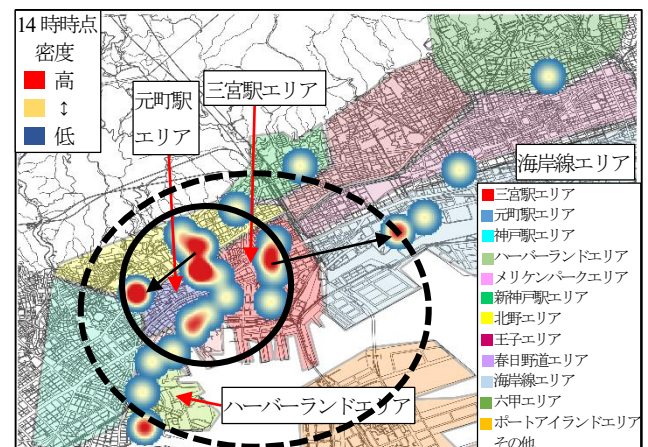 14時時点
密度
高
↕
低
元町駅
エリア
三宮駅エリア
海岸線エリア
ハーバーランドエリア
三宮駅エリア
元町駅エリア
神戸駅エリア
ハーバーランドエリア
メリケンパークエリア
新神戸駅エリア
北野エリア
王子エリア
春日野道エリア
海岸線エリア
六甲エリア
ポートアイランドエリア
その他